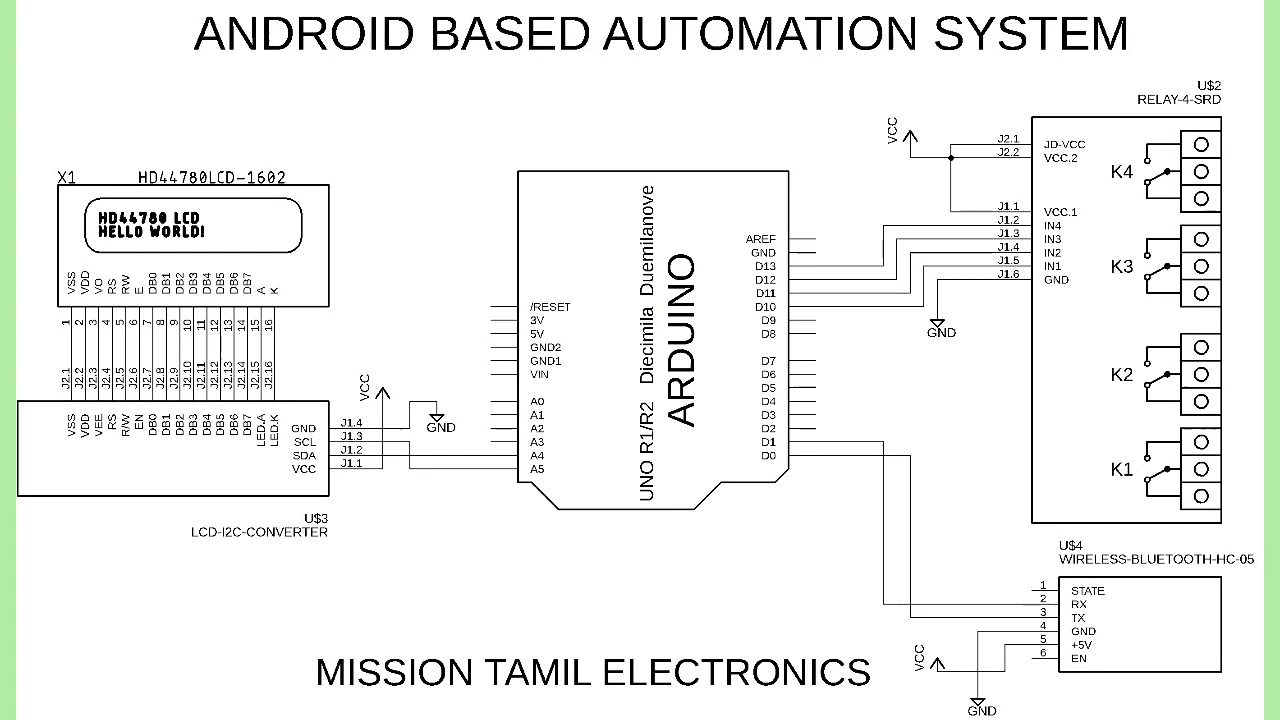 ANDROID BASED AUTOMATION SYSTEM
X1 HD44780LCD-1602
HD44780 LCD
HELLO WORLD!
VSS VDD VO RS RW E DB0 DB1 DB2 DB3 DB4 DB5 DB6 DB7 A K
1 2 3 4 5 6 7 8 9 10 11 12 13 14 15 16
J2.1 J2.2 J2.3 J2.4 J2.5 J2.6 J2.7 J2.8 J2.9 J2.10 J2.11 J2.12 J2.13 J2.14 J2.15 J2.16
VSS VDD VEE RS R/W EN DB0 DB1 DB2 DB3 DB4 DB5 DB6 DB7 LED.A LED.K
GND J1.4
SCL J1.3
SDA J1.2
VCC J1.1
VCC
GND
U$3
LCD-I2C-CONVERTER
/RESET
3V
5V
GND2
GND1
VIN
A0
A1
A2
A3
A4
A5
UNO R1/R2 Diecimila Duemilanove
ARDUINO
AREF
GND
D13
D12
D11
D10
D9
D8
D7
D6
D5
D4
D3
D2
D1
D0
U$2
RELAY-4-SRD
VCC
J2.1 JD-VCC
J2.2 VCC.2
J1.1 VCC.1
J1.2 IN4
J1.3 IN3
J1.4 IN2
J1.5 IN1
J1.6 GND
GND
K4
K3
K2
K1
U$4
WIRELESS-BLUETOOTH-HC-05
1 STATE
2 RX
3 TX
4 GND
5 +5V
6 EN
VCC
GND
MISSION TAMIL ELECTRONICS